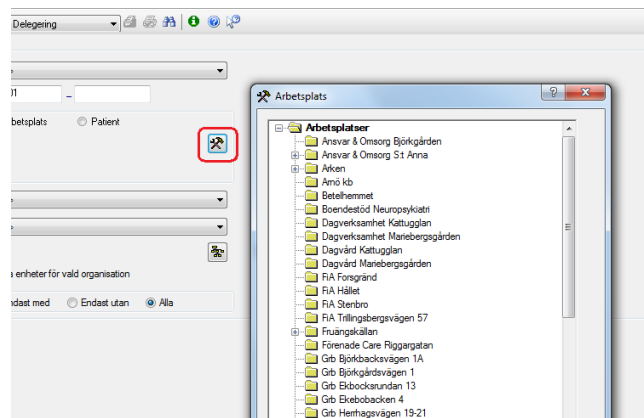 Delegering
01
–
betsplats
Patient
a enheter för vald organisation
ndast med
Endast utan
Alla
Arbetsplats
Arbetsplatser
Ansvar & Omsorg Björkgården
Ansvar & Omsorg S:t Anna
Arken
Arnö kb
Betelhemmet
Boendestöd Neuropsykiatri
Dagverksamhet Kattugglan
Dagverksamhet Mariebergsgården
Dagvård Kattugglan
Dagvård Mariebergsgården
FiA Forsgränd
FiA Hållet
FiA Stenbro
FiA Trillingsbergsvägen 57
Fruängskällan
Förenade Care Riggargatan
Grb Björkbacksvägen 1A
Grb Björkgårdsvägen 1
Grb Ekbocksrundan 13
Grb Ekebobacken 4
Grb Herrhagsvägen 19-21